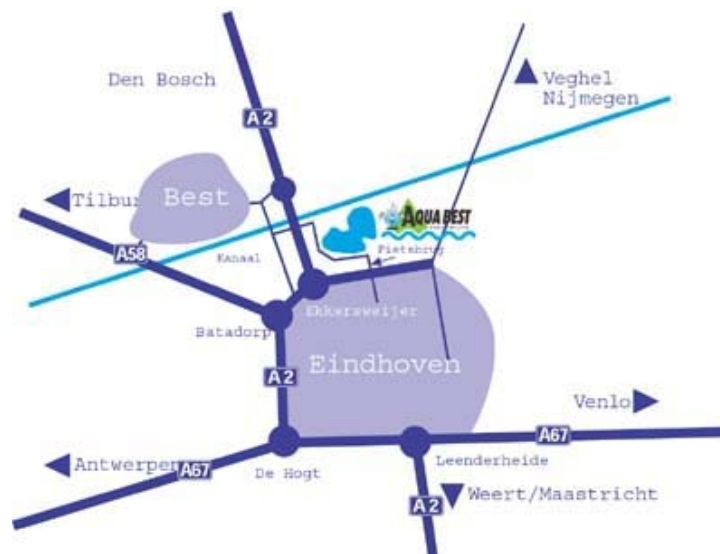 Den Bosch
A2
Veghel
Nijmegen
Tilbur
Best
AQUA BEST
A58
Kanaal
Pietsbrug
Ekkersweijer
Batadorp
Eindhoven
A2
Venlo
A67
Antwerpen
A67
De Hogt
Leenderheide
A2
Weert/Maastricht